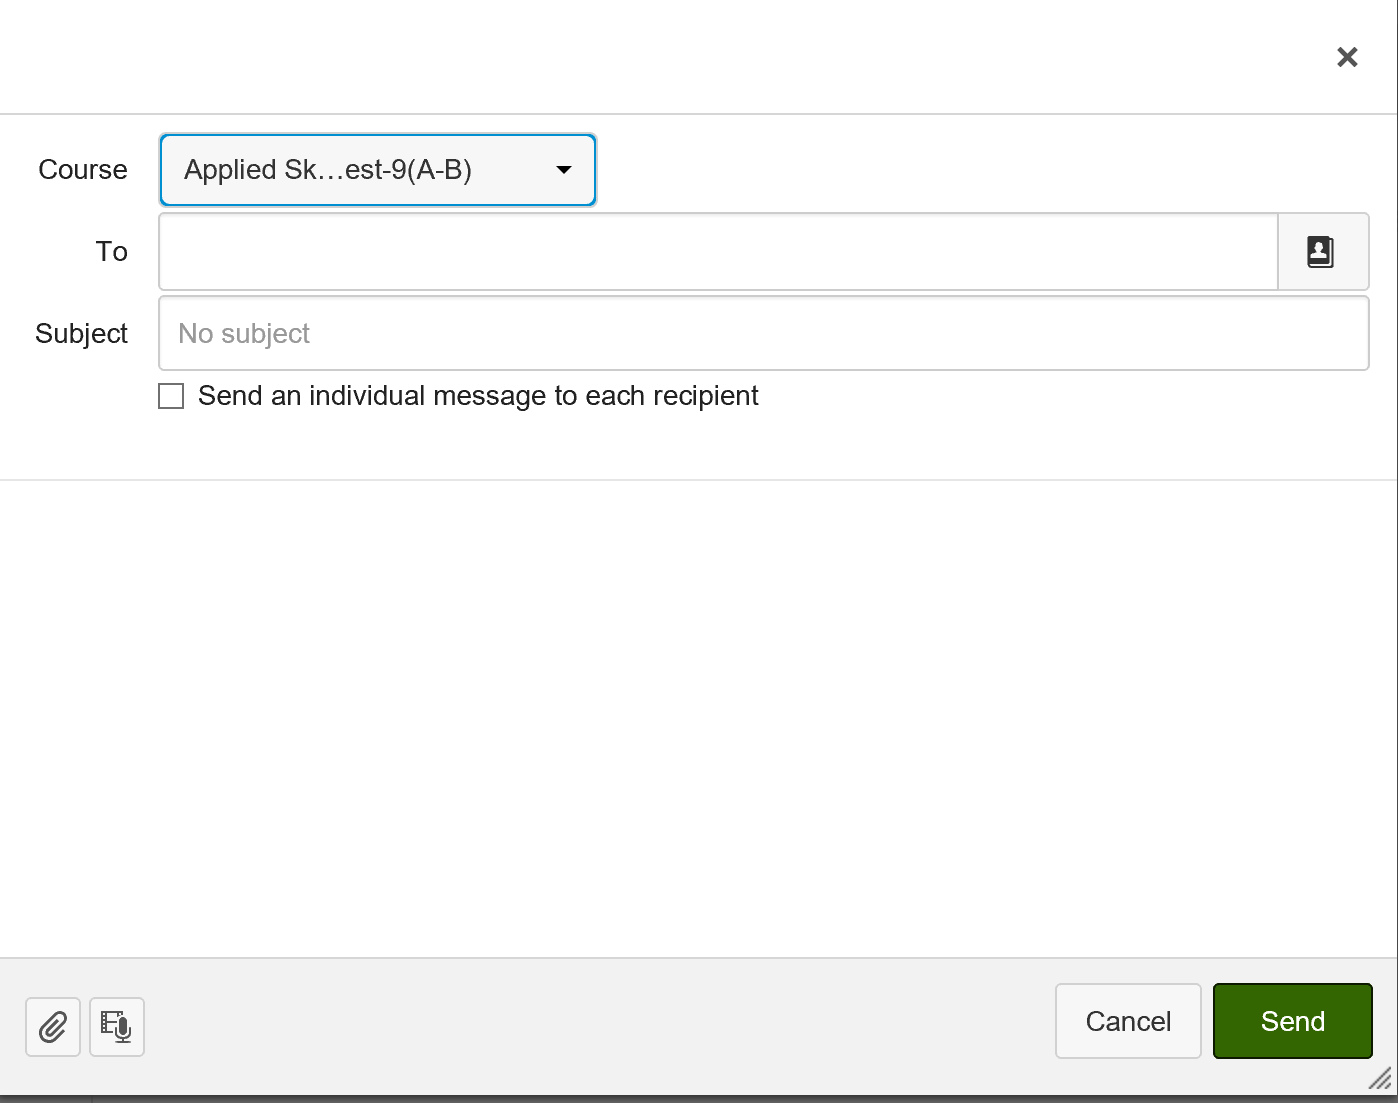 Course
Applied Sk...est-9(A-B)
To
Subject
No subject
Send an individual message to each recipient
Cancel
Send